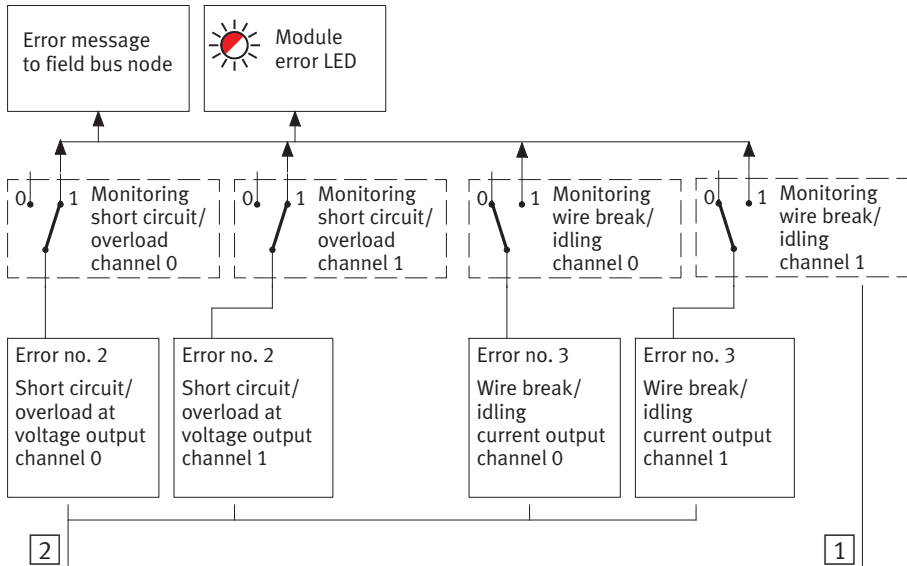 Error message
to field bus node
Module
error LED
0
1
Monitoring
short circuit/
overload
channel 0
0
1
Monitoring
short circuit/
overload
channel 1
0
1
Monitoring
wire break/
idling
channel 0
0
1
Monitoring
wire break/
idling
channel 1
Error no. 2
Short circuit/
overload at
voltage output
channel 0
Error no. 2
Short circuit/
overload at
voltage output
channel 1
Error no. 3
Wire break/
idling
current output
channel 0
Error no. 3
Wire break/
idling
current output
channel 1
2
1